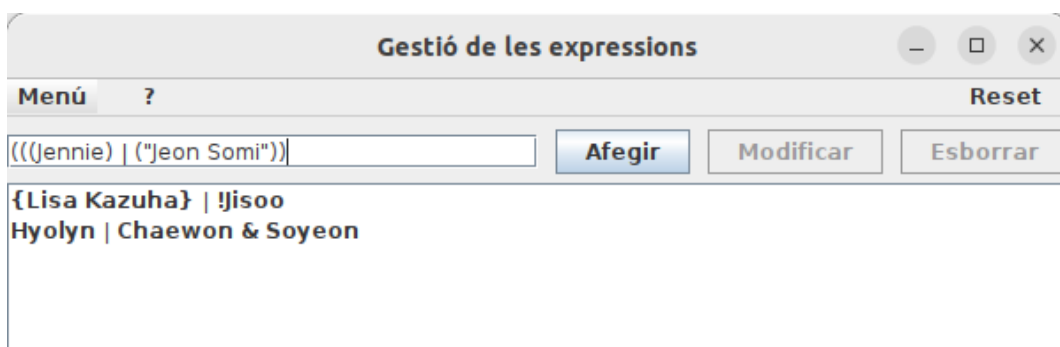 Gestió de les expressions
Menú ? Reset
(((Jennie) | ("Jeon Somi")) Afegir Modificar Esborrar
{Lisa Kazuha} | !Jisoo
Hyolyn | Chaewon & Soyeon